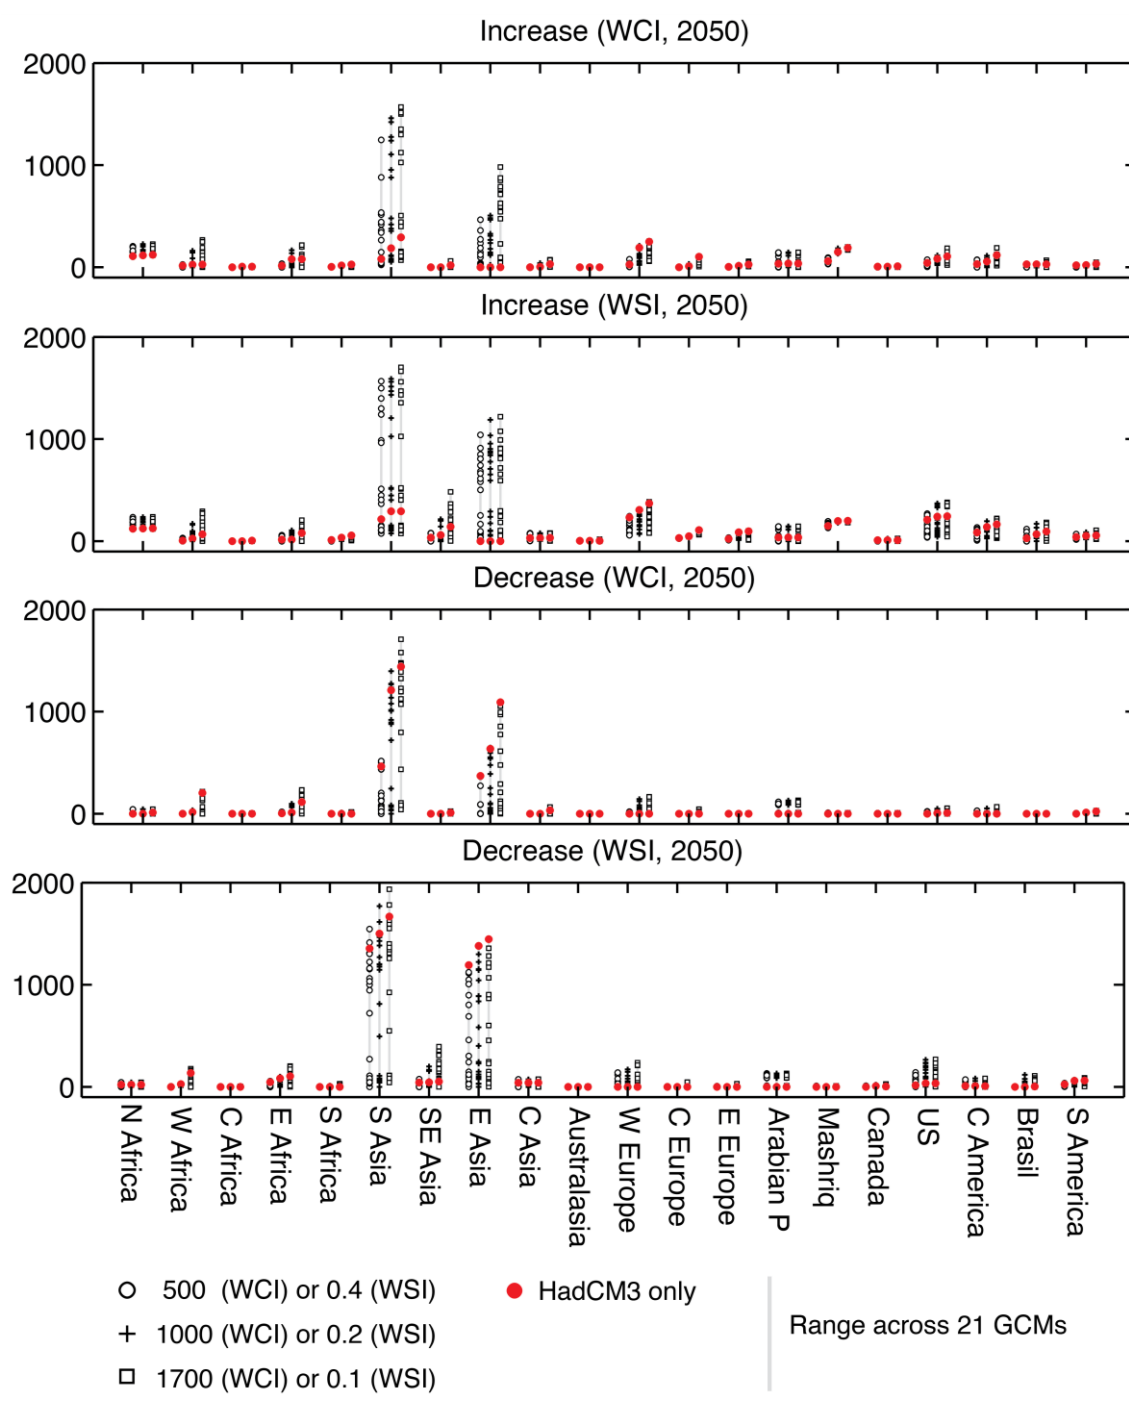 Increase (WCI, 2050)
2000
1000
0
Increase (WSI, 2050)
2000
1000
0
Decrease (WCI, 2050)
2000
1000
0
Decrease (WSI, 2050)
2000
1000
0
N Africa
W Africa
C Africa
E Africa
S Africa
S Asia
SE Asia
E Asia
C Asia
Australasia
W Europe
C Europe
E Europe
Arabian P
Mashriq
Canada
US
C America
Brasil
S America
500 (WCI) or 0.4 (WSI)
1000 (WCI) or 0.2 (WSI)
1700 (WCI) or 0.1 (WSI)
HadCM3 only
Range across 21 GCMs